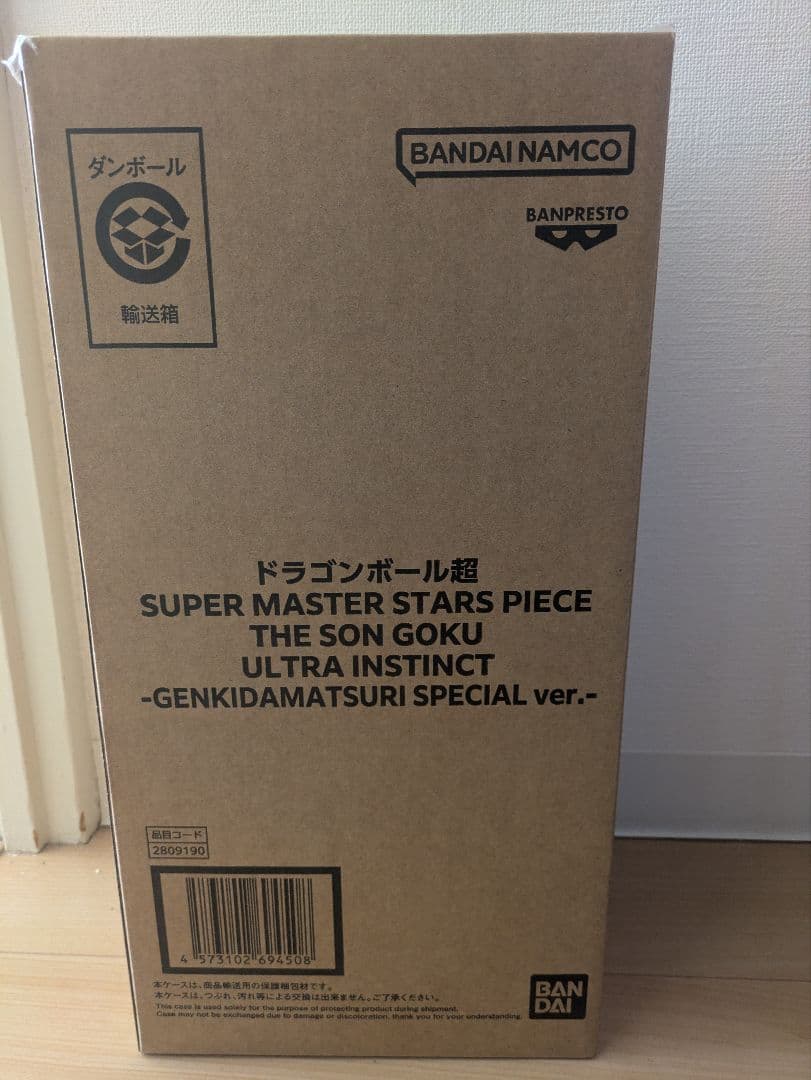 ダンボール
輸送箱
BANDAI NAMCO
BANPRESTO
ドラゴンボール超
SUPER MASTER STARS PIECE
THE SON GOKU
ULTRA INSTINCT
-GENKIDAMATSURI SPECIAL ver.-
品目コード
2809190
4 573102 694508
本ケースは、商品輸送用の保護梱包材です。
本ケースは、つぶれ、汚れ等による交換は出来ません。ご了承ください。
This case is used solely for the purpose of protecting product during shipment.
Case may not be exchanged due to damage or discoloration, thank you for your understanding.
BAN
DAI